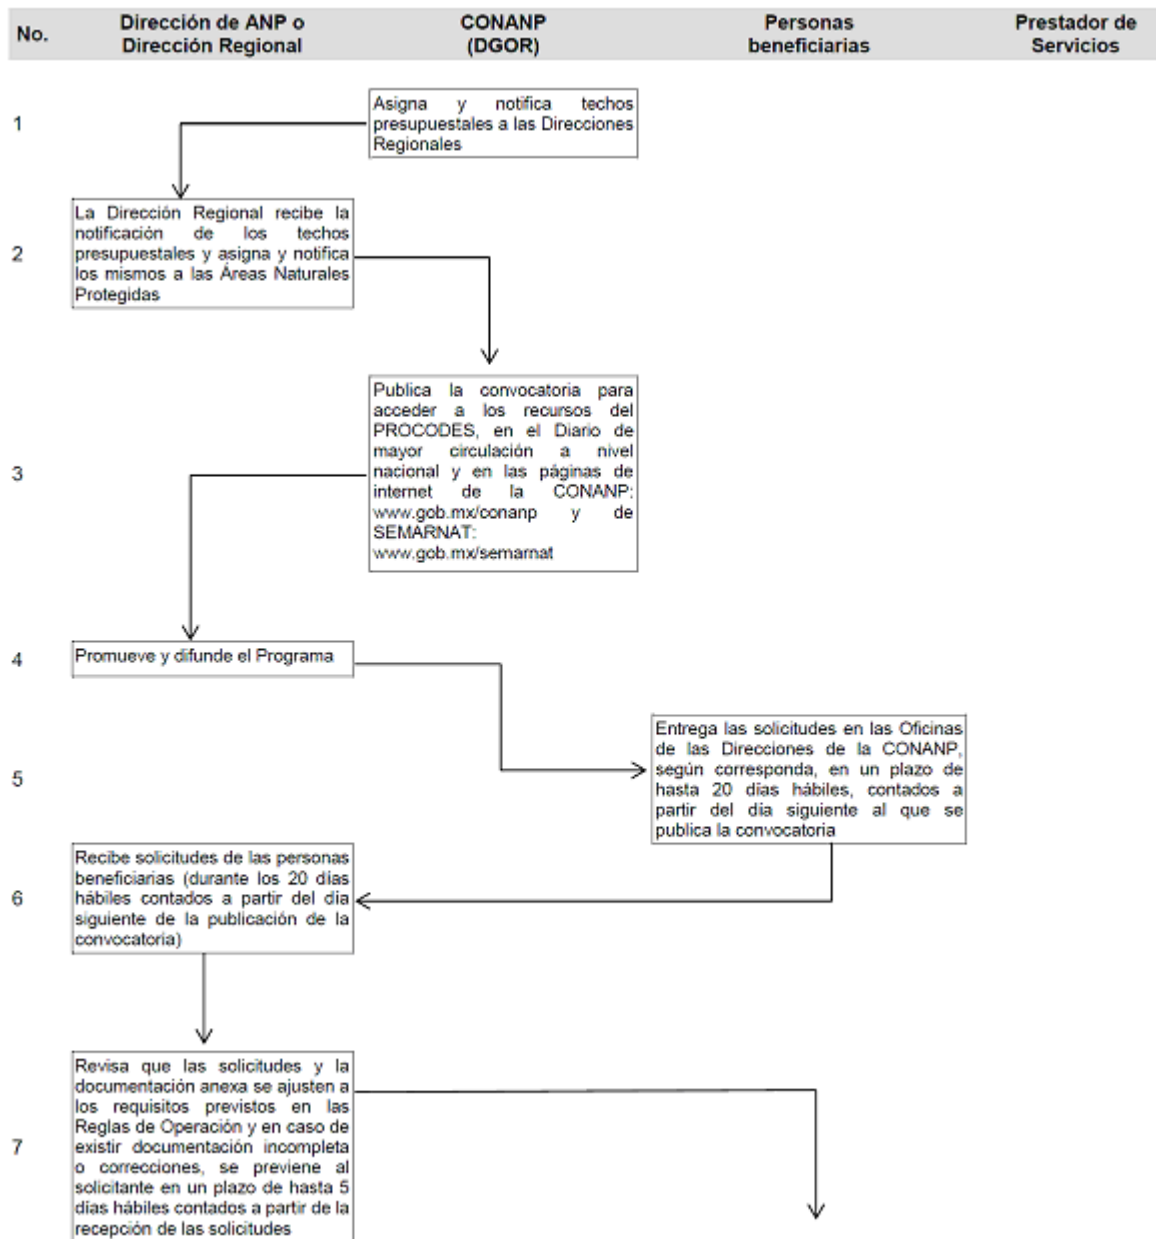 No.
Dirección de ANP o
Dirección Regional
CONANP
(DGOR)
Personas
beneficiarias
Prestador de
Servicios
1
Asigna y notifica techos
presupuestales a las Direcciones
Regionales
2
La Dirección Regional recibe la
notificación de los techos
presupuestales y asigna y notifica
los mismos a las Áreas Naturales
Protegidas
3
Publica la convocatoria para
acceder a los recursos del
PROCODES, en el Diario de
mayor circulación a nivel
nacional y en las páginas de
internet de la CONANP:
www.gob.mx/conanp y de
SEMARNAT:
www.gob.mx/semarnat
4
Promueve y difunde el Programa
5
Entrega las solicitudes en las Oficinas
de las Direcciones de la CONANP,
según corresponda, en un plazo de
hasta 20 días hábiles, contados a
partir del día siguiente al que se
publica la convocatoria
6
Recibe solicitudes de las personas
beneficiarias (durante los 20 días
hábiles contados a partir del día
siguiente de la publicación de la
convocatoria)
7
Revisa que las solicitudes y la
documentación anexa se ajusten a
los requisitos previstos en las
Reglas de Operación y en caso de
existir documentación incompleta
o correcciones, se previene al
solicitante en un plazo de hasta 5
días hábiles contados a partir de la
recepción de las solicitudes